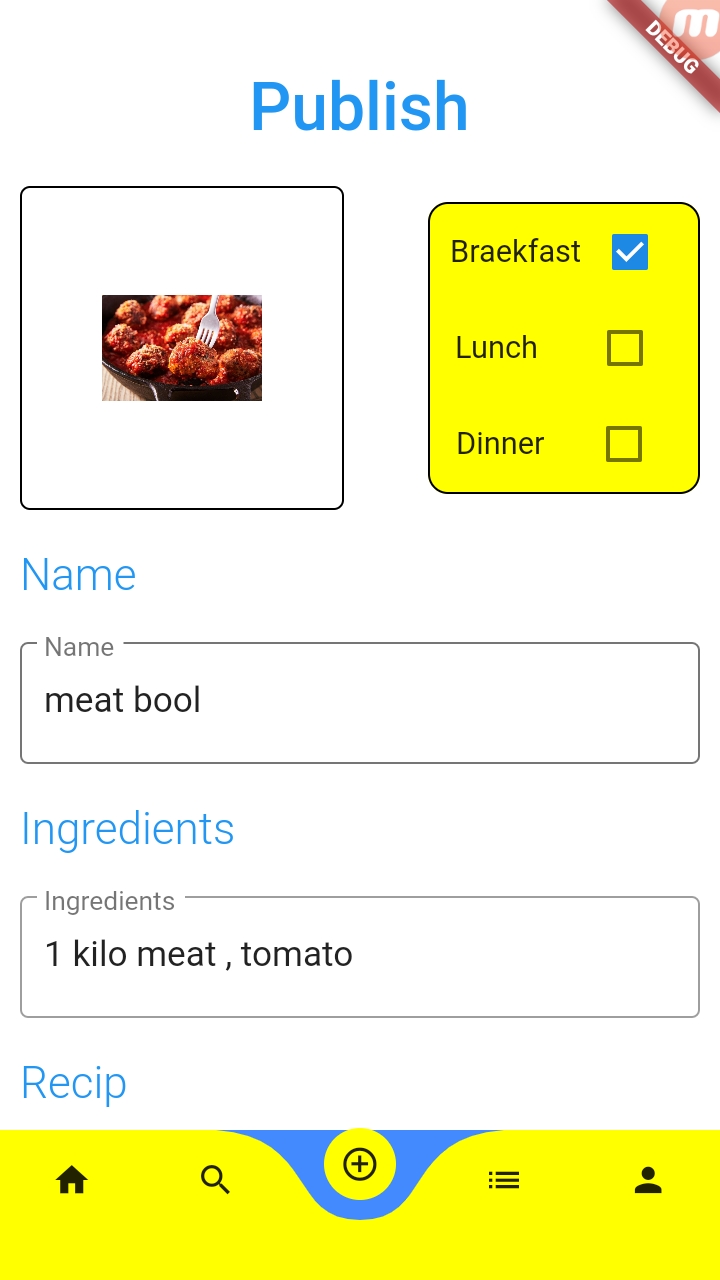 DEBUG
Publish
Braekfast
Lunch
Dinner
Name
Name
meat bool
Ingredients
Ingredients
1 kilo meat , tomato
Recip